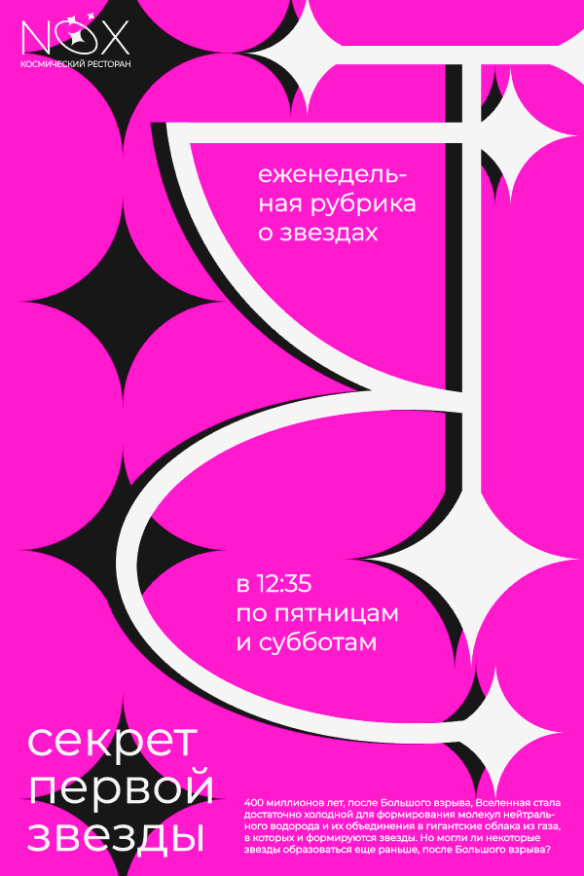 NOX
КОСМИЧЕСКИЙ РЕСТОРАН
еженедель-
ная рубрика
о звездах
в 12:35
по пятницам
и субботам
секрет
первой
звезды
400 миллионов лет, после Большого взрыва, Вселенная стала
достаточно холодной для формирования молекул нейтраль-
ного водорода и их объединения в гигантские облака из газа,
в которых и формируются звезды. Но могли ли некоторые
звезды образоваться еще раньше, после Большого взрыва?